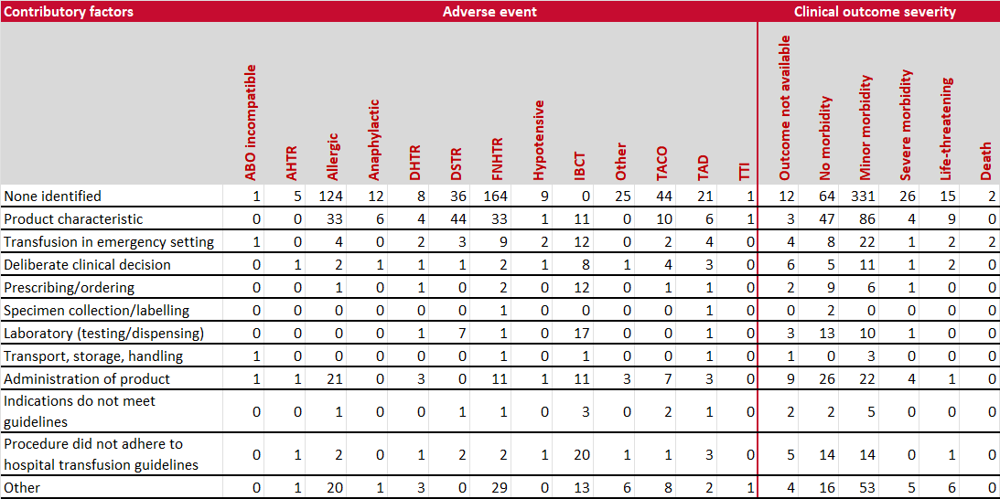 Contributory factors Adverse event Clinical outcome severity
ABO incompatible AHTR Allergic Anaphylactic DHTR DSTR FNHTR Hypotensive IBCT Other TACO TAD TTI Outcome not available No morbidity Minor morbidity Severe morbidity Life-threatening Death
None identified 1 5 124 12 8 36 164 9 0 25 44 21 1 12 64 331 26 15 2
Product characteristic 0 0 33 6 4 44 33 1 11 0 10 6 1 3 47 86 4 9 0
Transfusion in emergency setting 1 0 4 0 2 3 9 2 12 0 2 4 0 4 8 22 1 2 2
Deliberate clinical decision 0 1 2 1 1 1 2 1 8 1 4 3 0 6 5 11 1 2 0
Prescribing/ordering 0 0 1 0 1 0 2 0 12 0 1 1 0 2 9 6 1 0 0
Specimen collection/labelling 0 0 0 0 0 0 1 0 0 0 0 1 0 0 2 0 0 0 0
Laboratory (testing/dispensing) 0 0 0 0 1 7 1 0 17 0 0 1 0 3 13 10 1 0 0
Transport, storage, handling 1 0 0 0 0 0 1 0 1 0 0 1 0 1 0 3 0 0 0
Administration of product 1 1 21 0 3 0 11 1 11 3 7 3 0 9 26 22 4 1 0
Indications do not meet
guidelines 0 0 1 0 0 1 1 0 3 0 2 1 0 2 2 5 0 0 0
Procedure did not adhere to
hospital transfusion guidelines 0 1 2 0 1 2 2 1 20 1 1 3 0 5 14 14 0 1 0
Other 0 1 20 1 3 0 29 0 13 6 8 2 1 4 16 53 5 6 0